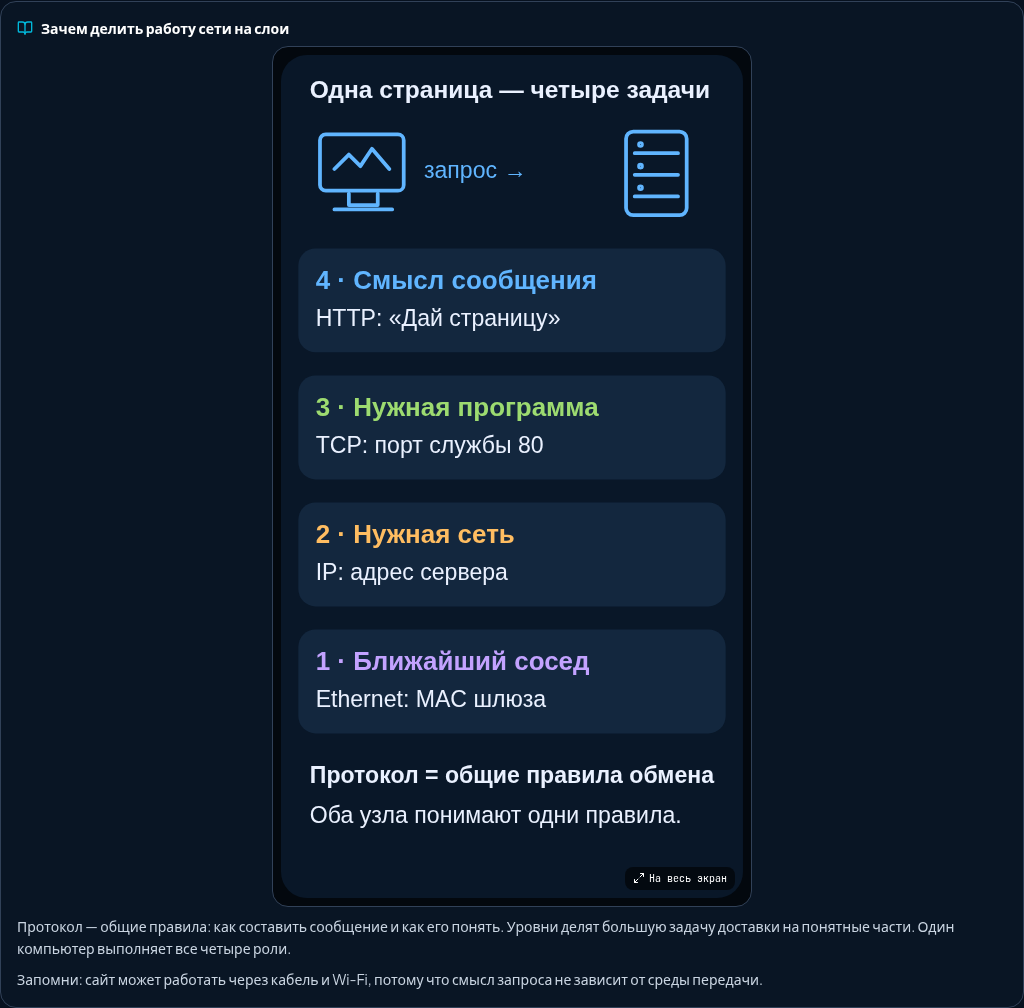 Зачем делить работу сети на слои
Одна страница — четыре задачи
запрос →
4 · Смысл сообщения
HTTP: «Дай страницу»
3 · Нужная программа
TCP: порт службы 80
2 · Нужная сеть
IP: адрес сервера
1 · Ближайший сосед
Ethernet: MAC шлюза
Протокол = общие правила обмена
Оба узла понимают одни правила.
На весь экран
Протокол — общие правила: как составить сообщение и как его понять. Уровни делят большую задачу доставки на понятные части. Один
компьютер выполняет все четыре роли.
Запомни: сайт может работать через кабель и Wi-Fi, потому что смысл запроса не зависит от среды передачи.